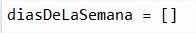 diasDeLaSemana = []